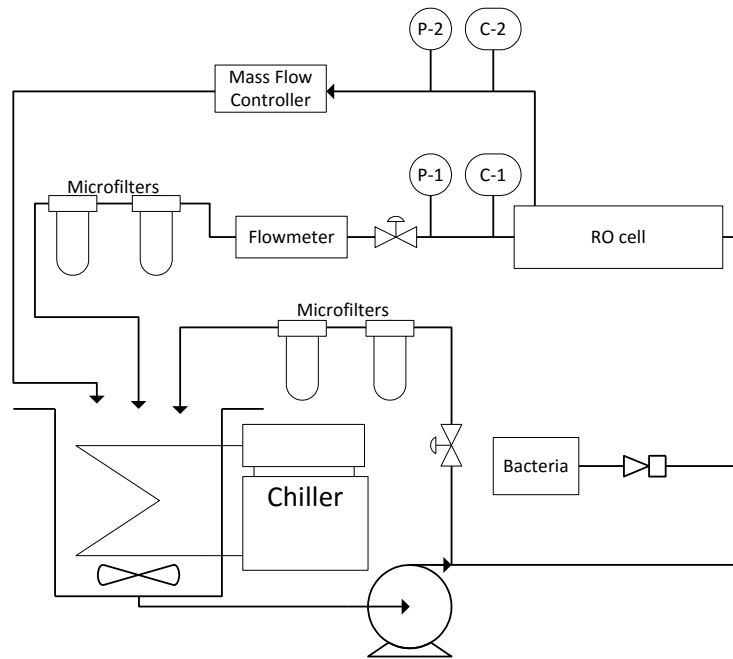 P-2
C-2
Mass Flow
Controller
P-1
C-1
Microfilters
Flowmeter
RO cell
Microfilters
Bacteria
Chiller